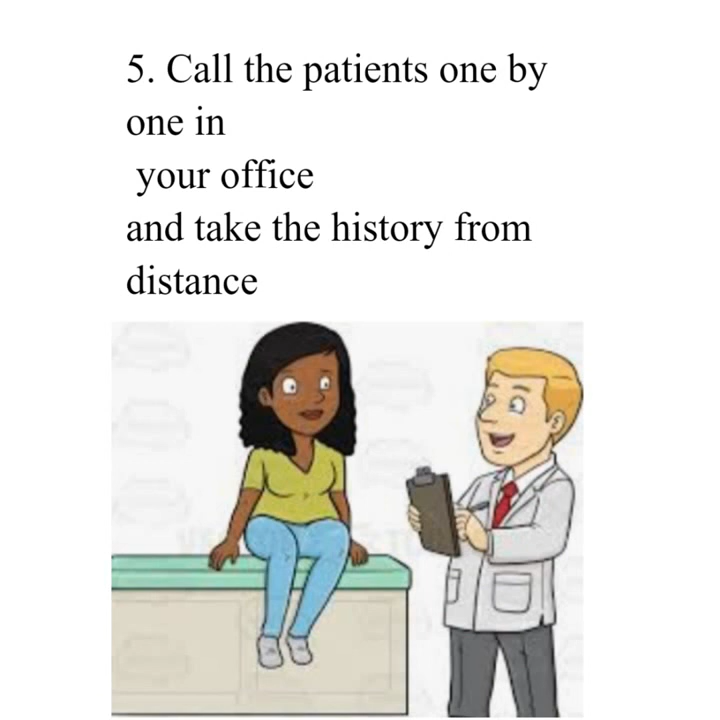 5. Call the patients one by
one in
your office
and take the history from
distance